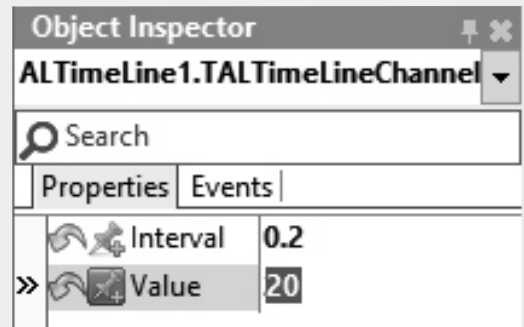 Object Inspector
ALTimeLine1.TALTimeLineChannel
Search
Properties Events
Interval 0.2
Value 20